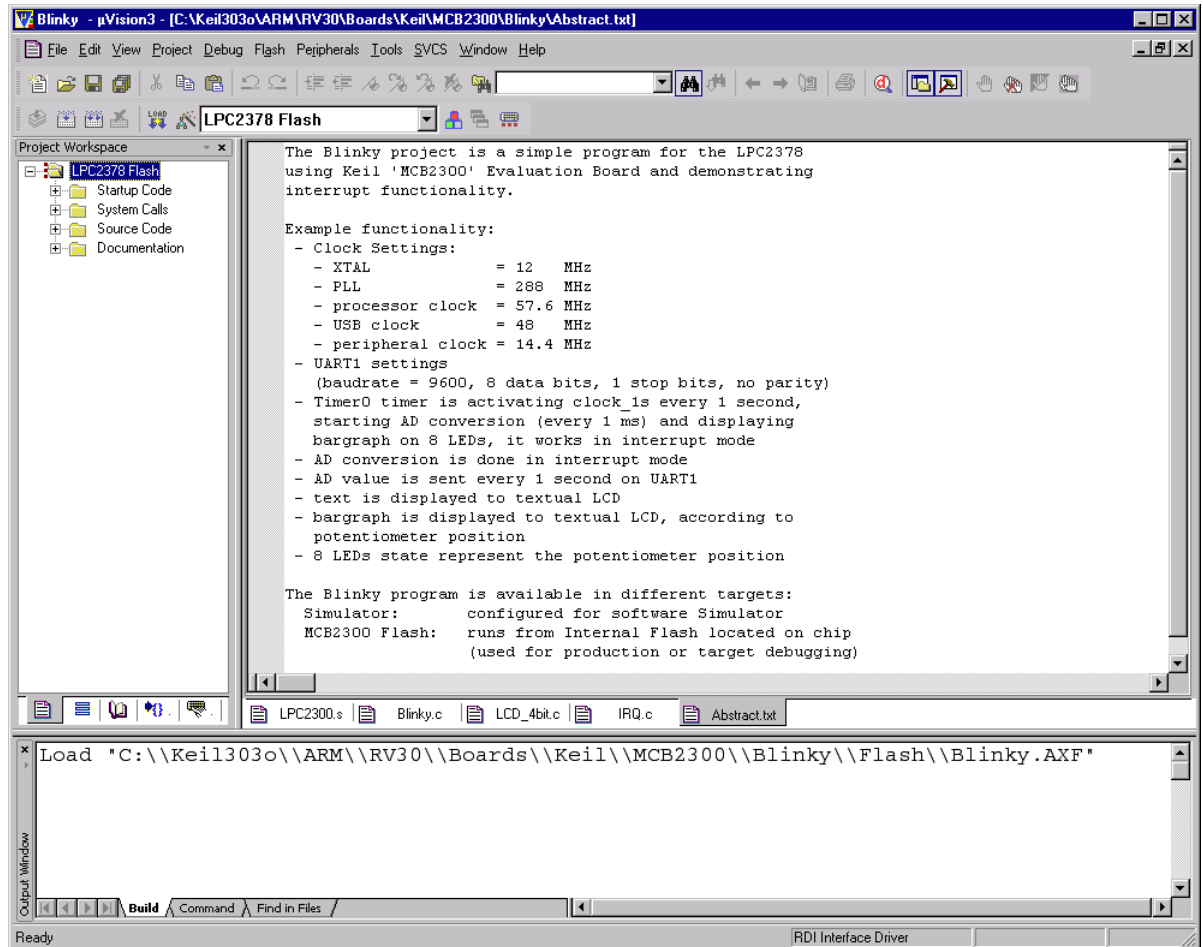 Blinky - µVision3 - [C:\Keil303o\ARM\RV30\Boards\Keil\MCB2300\Blinky\Abstract.txt]
File Edit View Project Debug Flash Peripherals Tools SVCS Window Help
LOAD LPC2378 Flash
Project Workspace
LPC2378 Flash
Startup Code
System Calls
Source Code
Documentation
The Blinky project is a simple program for the LPC2378
using Keil 'MCB2300' Evaluation Board and demonstrating
interrupt functionality.
Example functionality:
- Clock Settings:
- XTAL = 12 MHz
- PLL = 288 MHz
- processor clock = 57.6 MHz
- USB clock = 48 MHz
- peripheral clock = 14.4 MHz
- UART1 settings
(baudrate = 9600, 8 data bits, 1 stop bits, no parity)
- Timer0 timer is activating clock_1s every 1 second,
starting AD conversion (every 1 ms) and displaying
bargraph on 8 LEDs, it works in interrupt mode
- AD conversion is done in interrupt mode
- AD value is sent every 1 second on UART1
- text is displayed to textual LCD
- bargraph is displayed to textual LCD, according to
potentiometer position
- 8 LEDs state represent the potentiometer position
The Blinky program is available in different targets:
Simulator: configured for software Simulator
MCB2300 Flash: runs from Internal Flash located on chip
(used for production or target debugging)
LPC2300.s Blinky.c LCD_4bit.c IRQ.c Abstract.txt
Load "C:\\Keil303o\\ARM\\RV30\\Boards\\Keil\\MCB2300\\Blinky\\Flash\\Blinky.AXF"
Output Window
Build Command Find in Files
Ready RDI Interface Driver